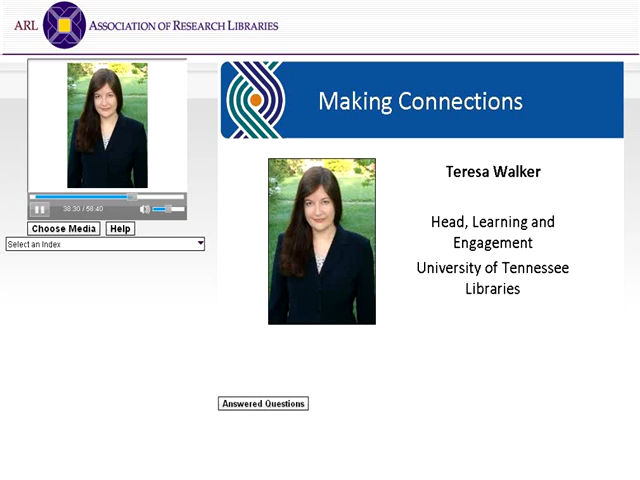 ARL ASSOCIATION OF RESEARCH LIBRARIES
Making Connections
38:30 / 58:40
Choose Media
Help
Select an Index
Teresa Walker
Head, Learning and
Engagement
University of Tennessee
Libraries
Answered Questions